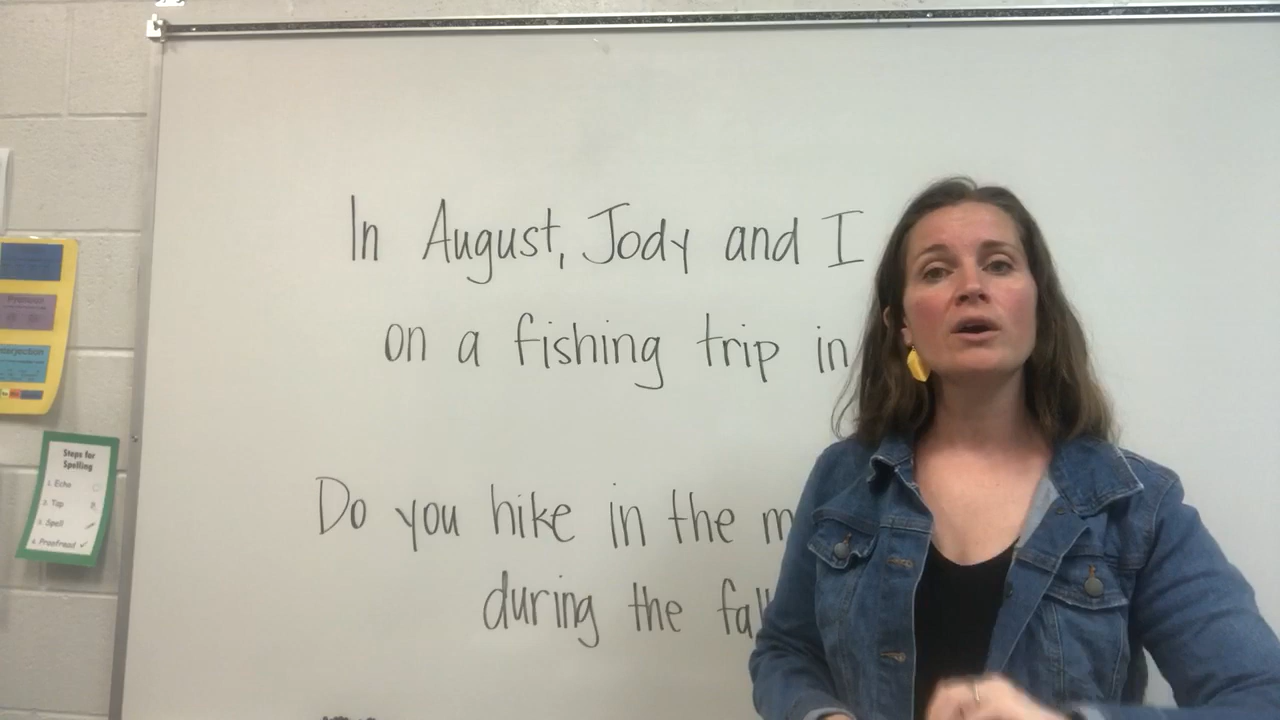 In August, Jody and I
on a fishing trip in
Do you hike in the
during the
Interjection
Steps for
Spelling
1. Echo
2. Tap
3. Spell
4. Proofread ✓